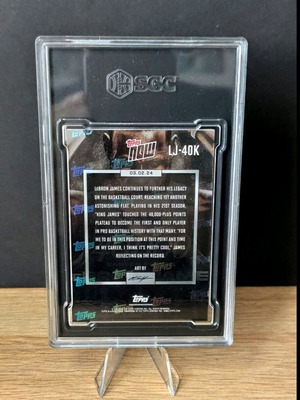 SGC
Topps
Topps NOW
LJ-40K
03.02.24
LEBRON JAMES CONTINUES TO FURTHER HIS LEGACY
ON THE BASKETBALL COURT, REACHING YET ANOTHER
ASTONISHING FEAT. PLAYING IN HIS 21ST SEASON,
"KING JAMES" TOUCHED THE 40,000-PLUS POINTS
PLATEAU TO BECOME THE FIRST AND ONLY PLAYER
IN PRO BASKETBALL HISTORY WITH THAT MANY. "FOR
ME TO BE IN THIS POSITION AT THIS POINT AND TIME
IN MY CAREER, I THINK IT'S PRETTY COOL," JAMES
REFLECTING ON THE RECORD.
ART BY
Topps